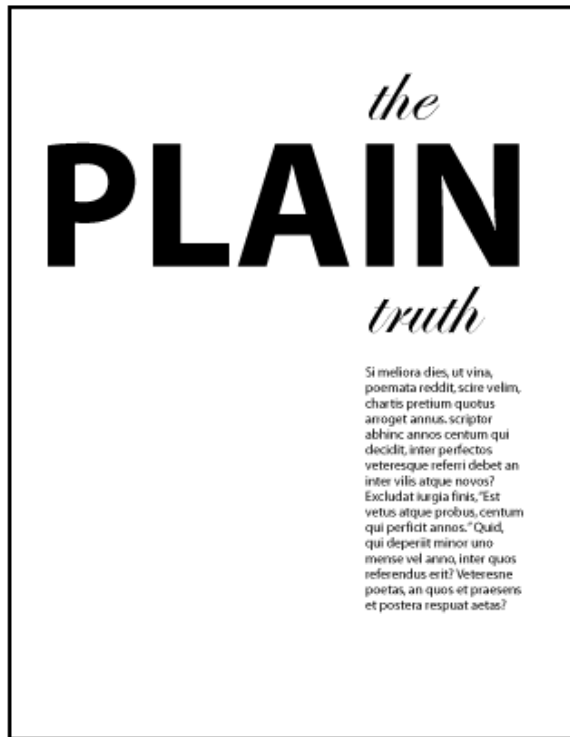 the
PLAIN
truth
Si meliora dies, ut vina,
poemata reddit, scire velim,
chartis pretium quotus
arroget annus. scriptor
abhinc annos centum qui
decidit, inter perfectos
veteresque referri debet an
inter vilis atque novos?
Excludat iurgia finis, "Est
vetus atque probus, centum
qui perficit annos." Quid,
qui deperiit minor uno
mense vel anno, inter quos
referendus erit? Veteresne
poetas, an quos et praesens
et postera respuat aetas?